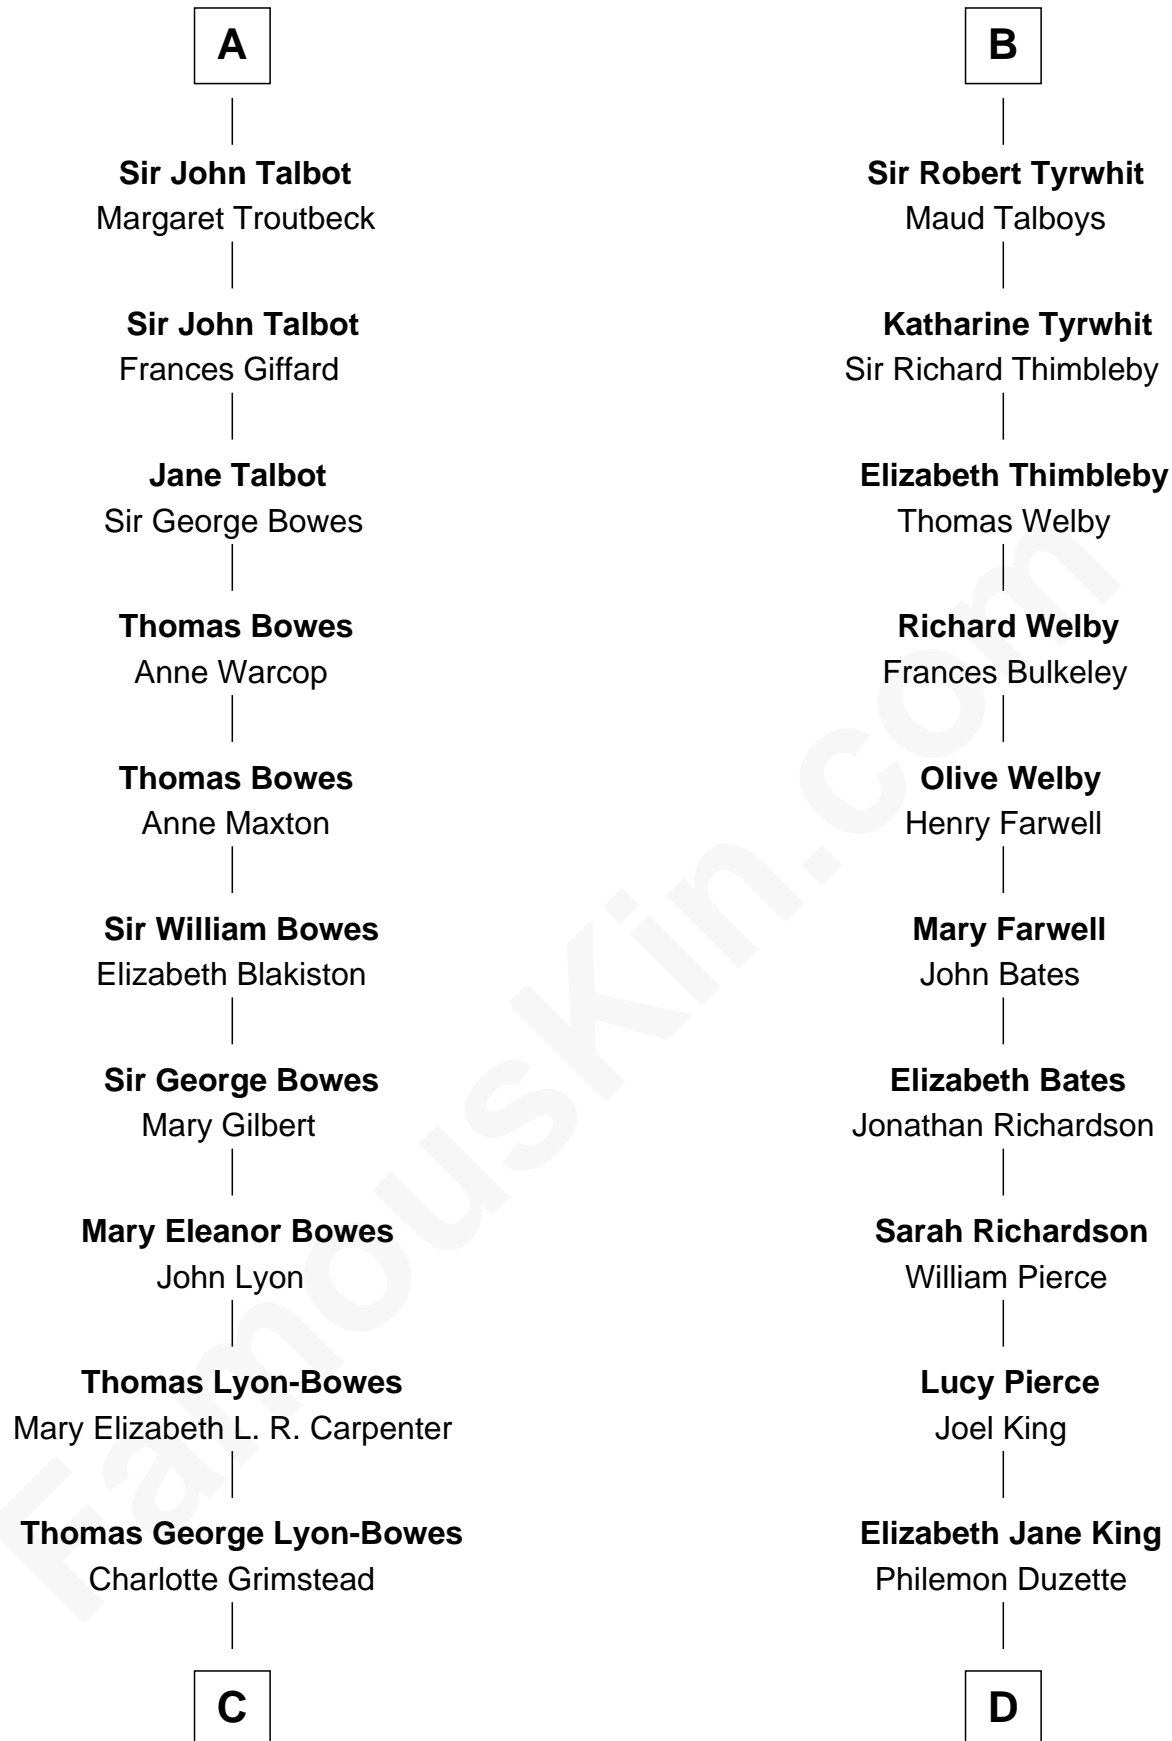 A
Sir John Talbot
Margaret Troutbeck
Sir John Talbot
Frances Giffard
Jane Talbot
Sir George Bowes
Thomas Bowes
Anne Warcop
Thomas Bowes
Anne Maxton
Sir William Bowes
Elizabeth Blakiston
Sir George Bowes
Mary Gilbert
Mary Eleanor Bowes
John Lyon
Thomas Lyon-Bowes
Mary Elizabeth L. R. Carpenter
Thomas George Lyon-Bowes
Charlotte Grimstead
C
B
Sir Robert Tyrwhit
Maud Talboys
Katharine Tyrwhit
Sir Richard Thimbleby
Elizabeth Thimbleby
Thomas Welby
Richard Welby
Frances Bulkeley
Olive Welby
Henry Farwell
Mary Farwell
John Bates
Elizabeth Bates
Jonathan Richardson
Sarah Richardson
William Pierce
Lucy Pierce
Joel King
Elizabeth Jane King
Philemon Duzette
D
FamousKin.com